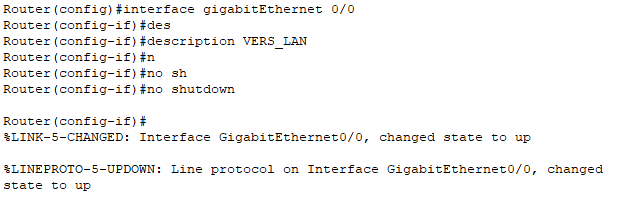 Router(config)#interface gigabitEthernet 0/0
Router(config-if)#des
Router(config-if)#description VERS_LAN
Router(config-if)#n
Router(config-if)#no sh
Router(config-if)#no shutdown
Router(config-if)#
%LINK-5-CHANGED: Interface GigabitEthernet0/0, changed state to up
%LINEPROTO-5-UPDOWN: Line protocol on Interface GigabitEthernet0/0, changed
state to up